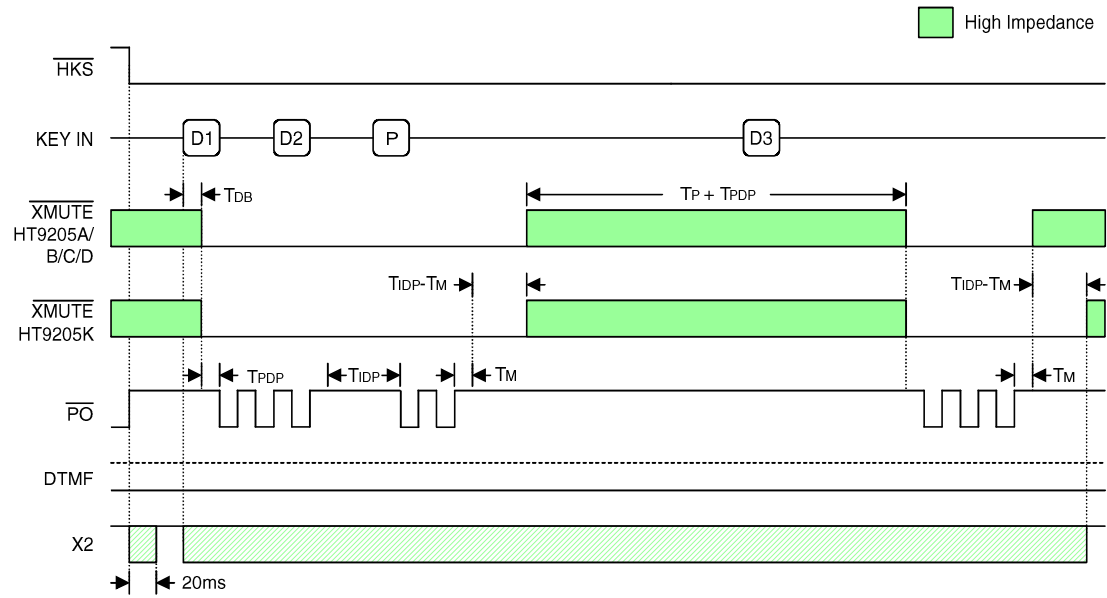 High Impedance
HKS
KEY IN
D1
D2
P
D3
TDB
TP + TPDP
XMUTE
HT9205A/
B/C/D
TIDP-TM
TIDP-TM
XMUTE
HT9205K
TPDP
TIDP
TM
TM
PO
DTMF
X2
20ms